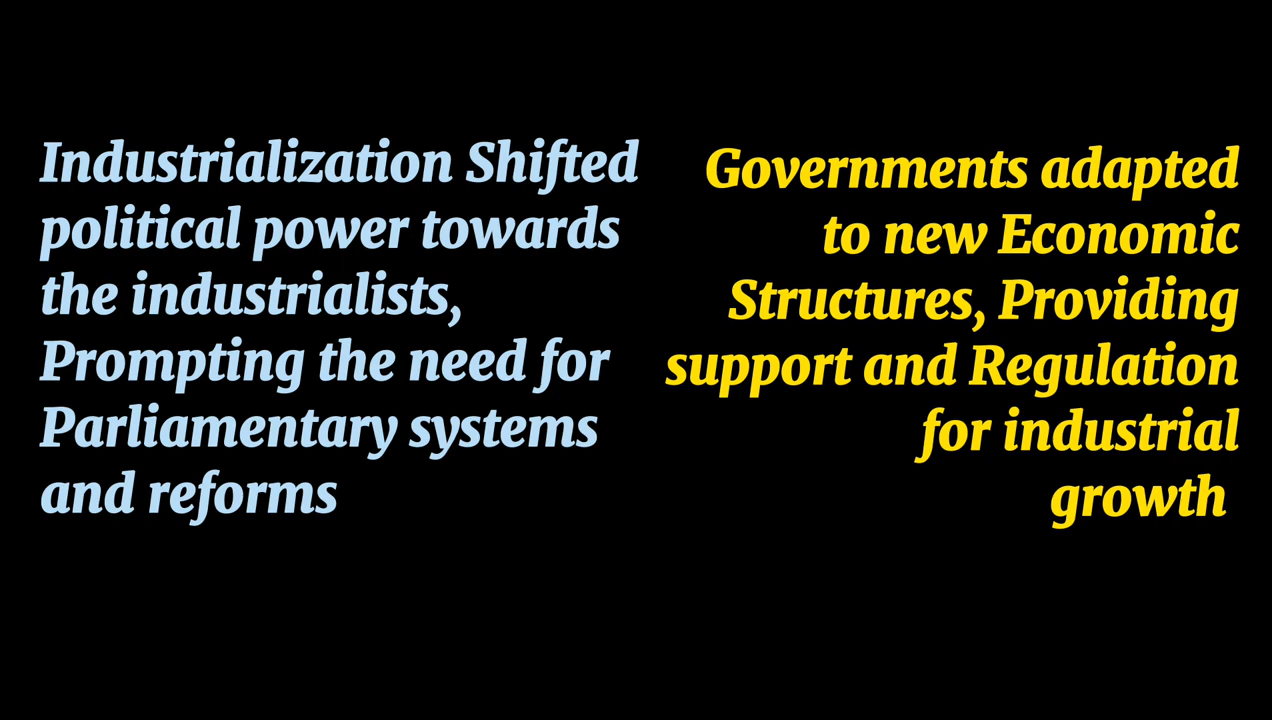 Industrialization Shifted
political power towards
the industrialists,
Prompting the need for
Parliamentary systems
and reforms
Governments adapted
to new Economic
Structures, Providing
support and Regulation
for industrial
growth